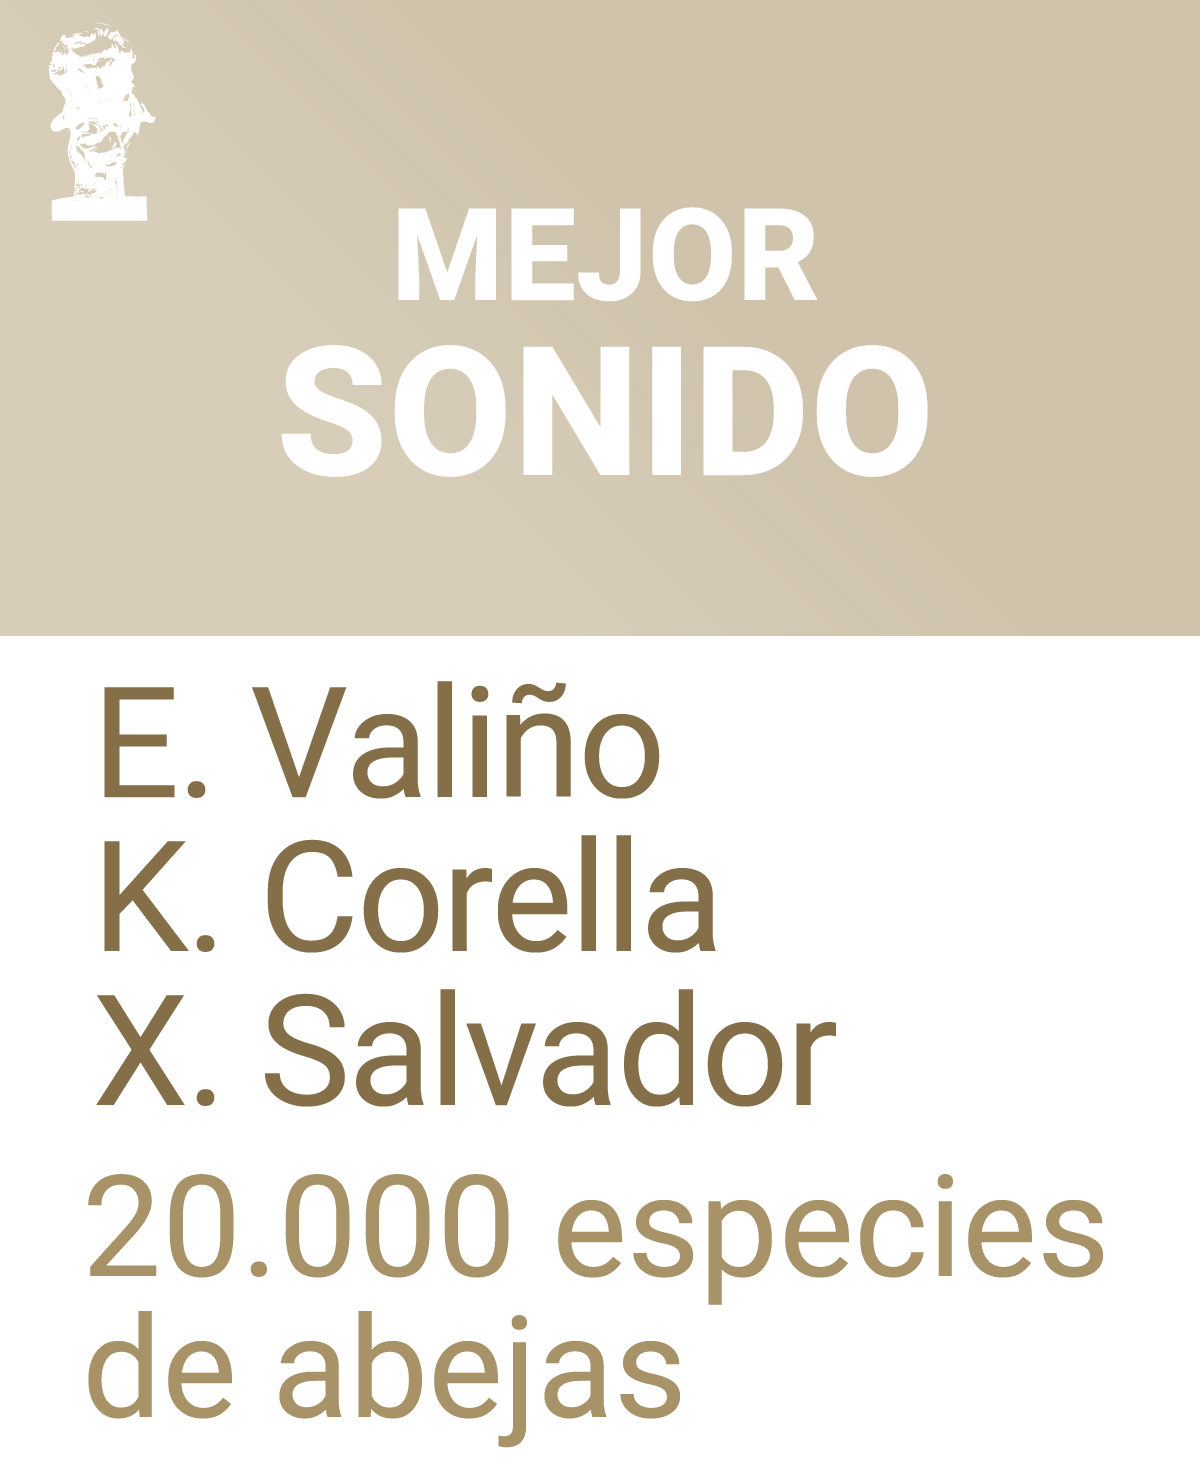 MEJOR
SONIDO
E. Valiño
K. Corella
X. Salvador
20.000 especies
de abejas